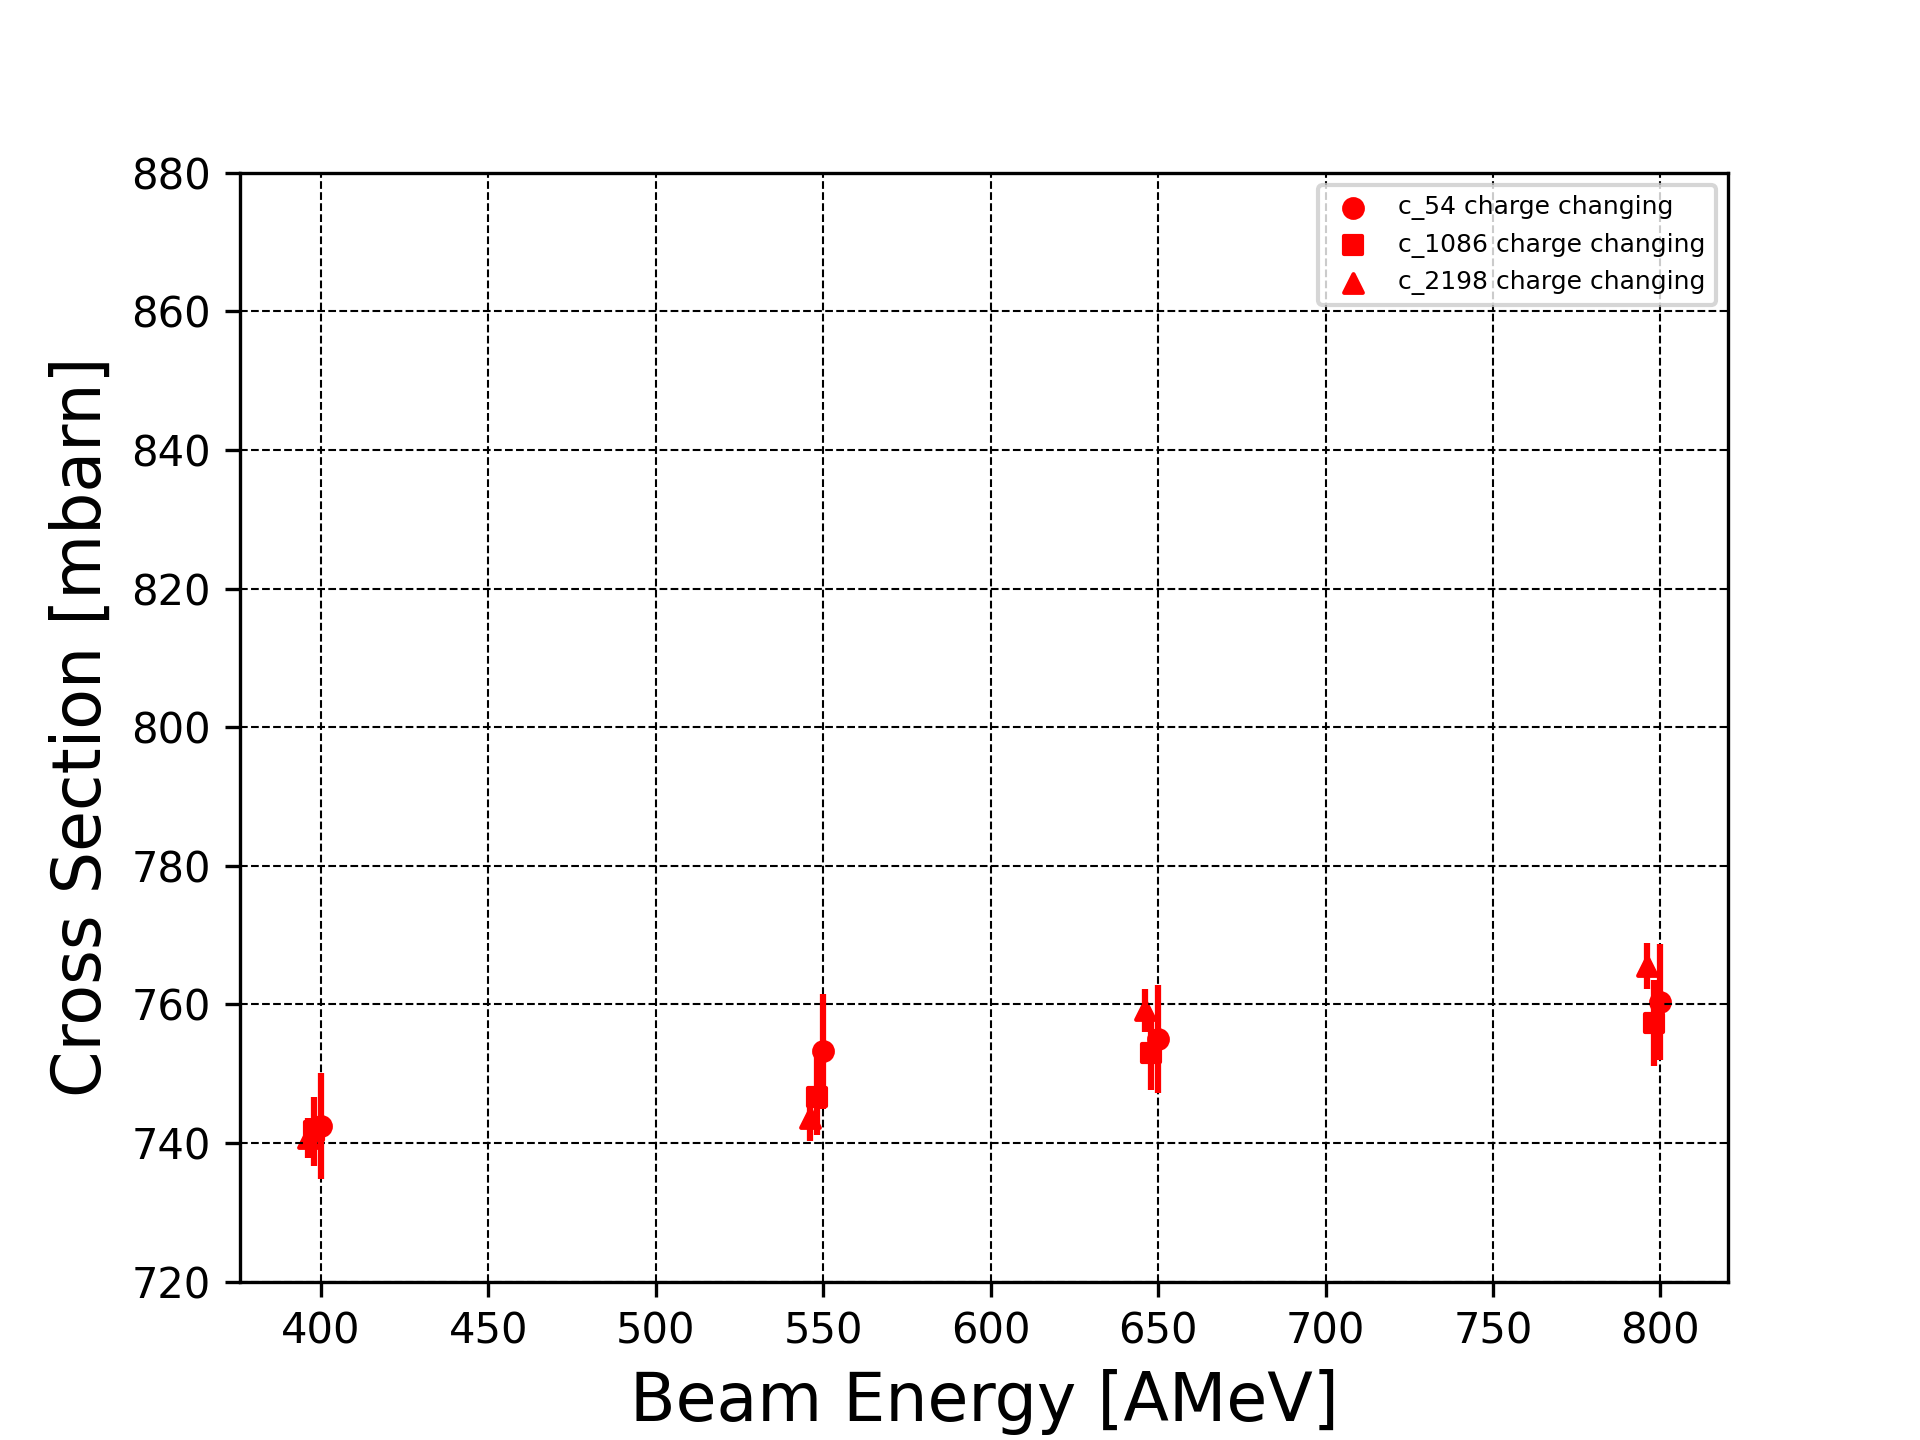 880
860
840
820
800
780
760
740
720
Cross Section [mbarn]
c_54 charge changing
c_1086 charge changing
c_2198 charge changing
400 450 500 550 600 650 700 750 800
Beam Energy [AMeV]